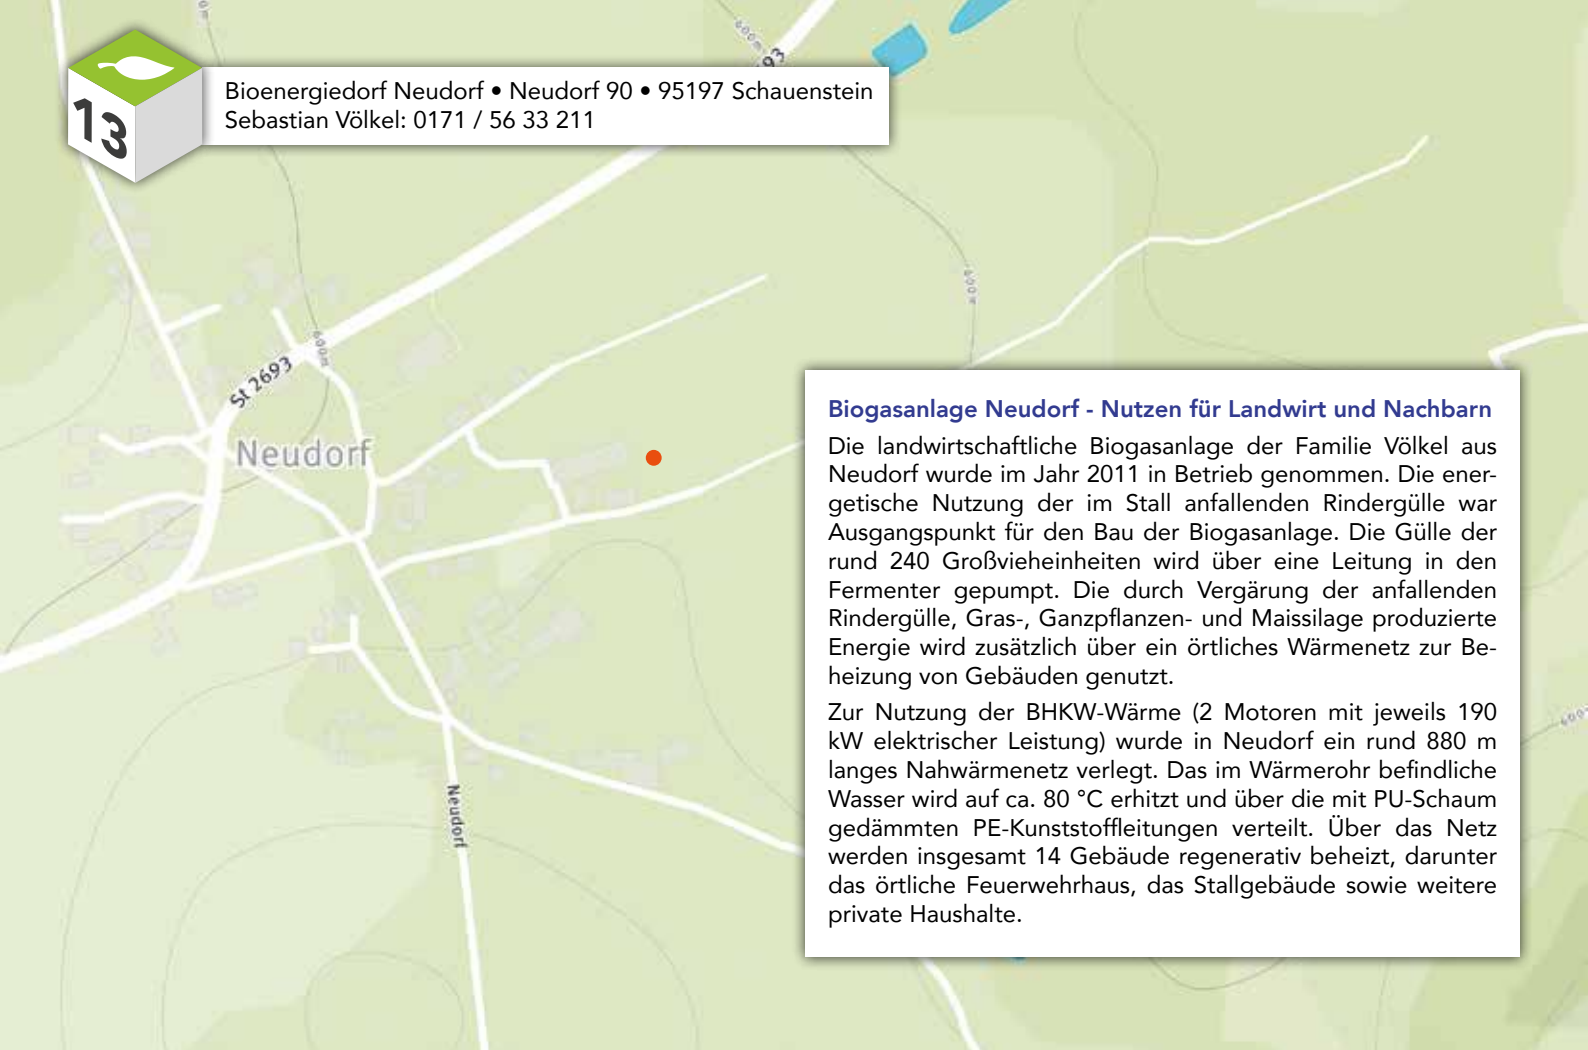 13
Bioenergiedorf Neudorf • Neudorf 90 • 95197 Schauenstein
Sebastian Völkel: 0171 / 56 33 211
600m
93
600m
600m
St 2693
Neudorf
Biogasanlage Neudorf - Nutzen für Landwirt und Nachbarn
Die landwirtschaftliche Biogasanlage der Familie Völkel aus
Neudorf wurde im Jahr 2011 in Betrieb genommen. Die ener-
getische Nutzung der im Stall anfallenden Rindergülle war
Ausgangspunkt für den Bau der Biogasanlage. Die Gülle der
rund 240 Großvieheinheiten wird über eine Leitung in den
Fermenter gepumpt. Die durch Vergärung der anfallenden
Rindergülle, Gras-, Ganzpflanzen- und Maissilage produzierte
Energie wird zusätzlich über ein örtliches Wärmenetz zur Be-
heizung von Gebäuden genutzt.
Zur Nutzung der BHKW-Wärme (2 Motoren mit jeweils 190
kW elektrischer Leistung) wurde in Neudorf ein rund 880 m
langes Nahwärmenetz verlegt. Das im Wärmerohr befindliche
Wasser wird auf ca. 80 °C erhitzt und über die mit PU-Schaum
gedämmten PE-Kunststoffleitungen verteilt. Über das Netz
werden insgesamt 14 Gebäude regenerativ beheizt, darunter
das örtliche Feuerwehrhaus, das Stallgebäude sowie weitere
private Haushalte.
Neudorf